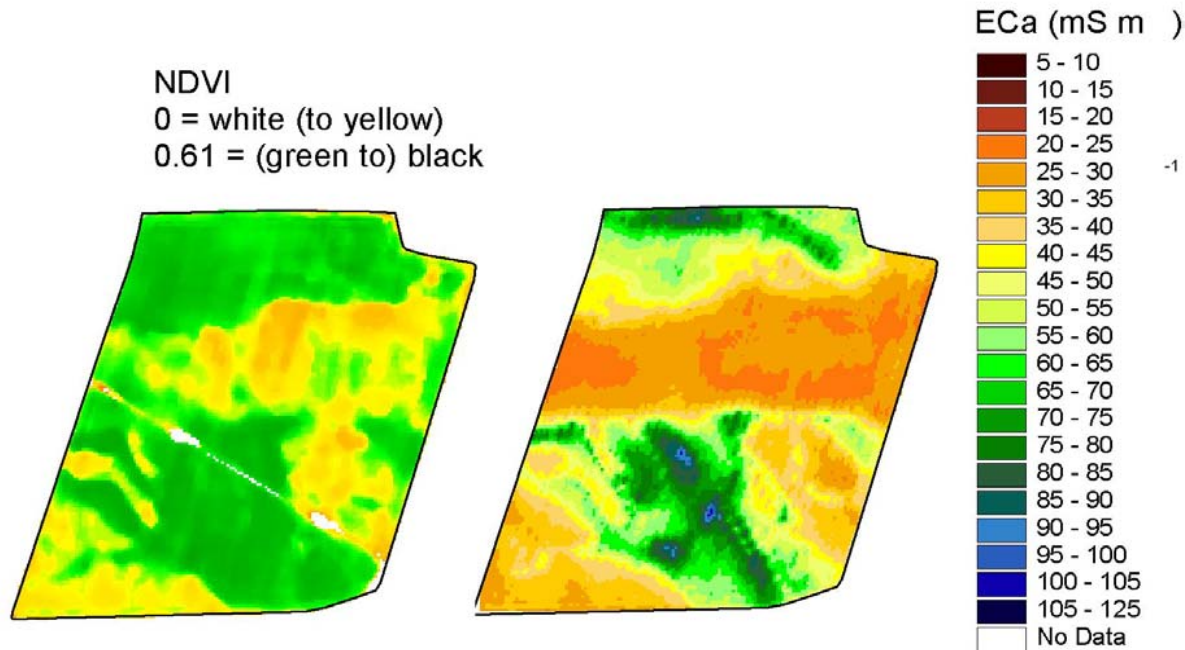 NDVI
0 = white (to yellow)
0.61 = (green to) black
ECa (mS m )
-1
5 - 10
10 - 15
15 - 20
20 - 25
25 - 30
30 - 35
35 - 40
40 - 45
45 - 50
50 - 55
55 - 60
60 - 65
65 - 70
70 - 75
75 - 80
80 - 85
85 - 90
90 - 95
95 - 100
100 - 105
105 - 125
No Data